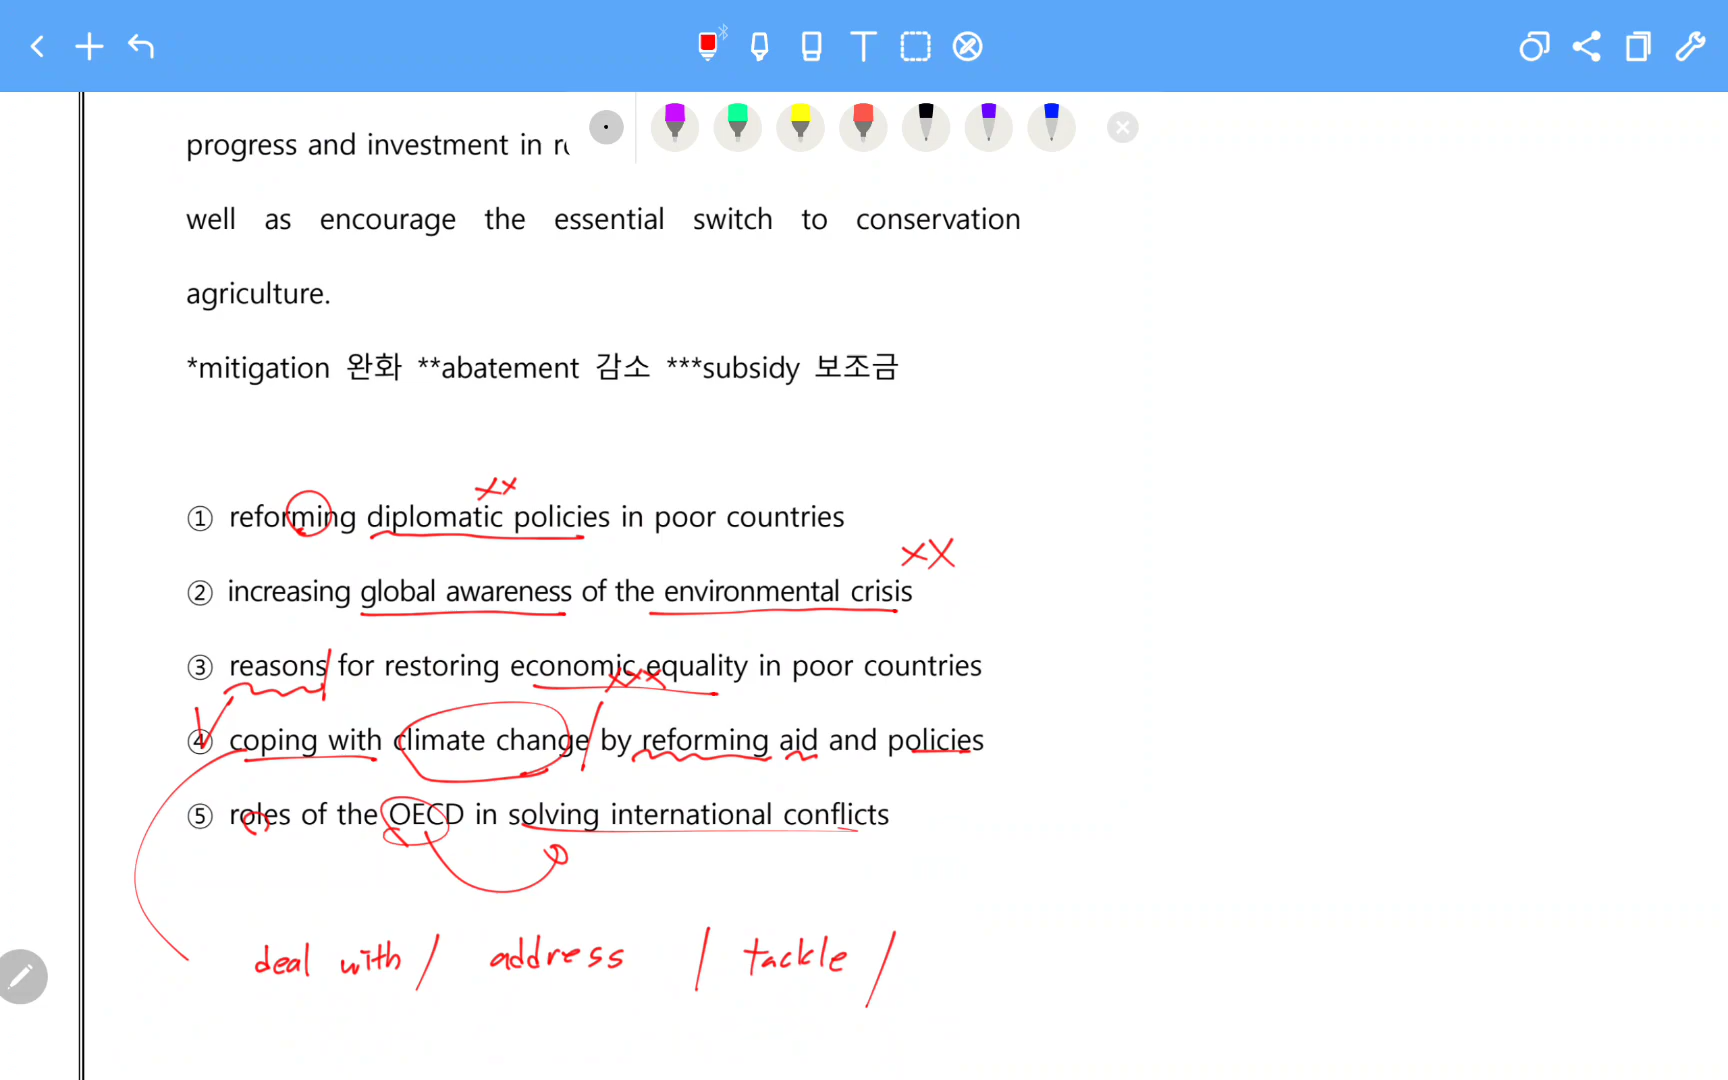 progress and investment in
well as encourage the essential switch to conservation
agriculture.
*mitigation 완화 **abatement 감소 ***subsidy 보조금
xx
① reforming diplomatic policies in poor countries
xX
② increasing global awareness of the environmental crisis
③ reasons for restoring economic equality in poor countries
xxx
④ coping with climate change by reforming aid and policies
⑤ roles of the OECD in solving international conflicts
deal with / address / tackle /